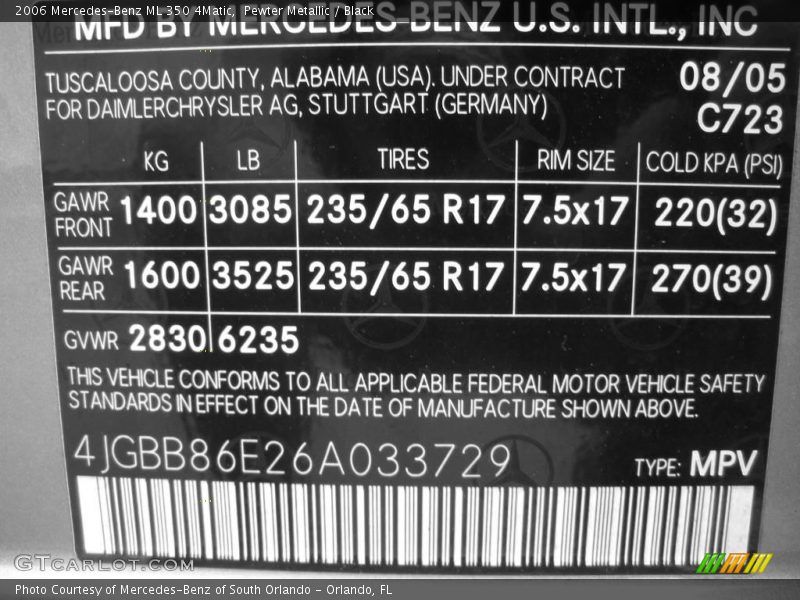 2006 Mercedes-Benz ML 350 4Matic, Pewter Metallic / Black
MFD BY MERCEDES-BENZ U.S. INTL., INC
TUSCALOOSA COUNTY, ALABAMA (USA). UNDER CONTRACT 08/05
FOR DAIMLERCHRYSLER AG, STUTTGART (GERMANY) C723
KG LB TIRES RIM SIZE COLD KPA (PSI)
GAWR FRONT 1400 3085 235/65 R17 7.5x17 220(32)
GAWR REAR 1600 3525 235/65 R17 7.5x17 270(39)
GVWR 2830 6235
THIS VEHICLE CONFORMS TO ALL APPLICABLE FEDERAL MOTOR VEHICLE SAFETY
STANDARDS IN EFFECT ON THE DATE OF MANUFACTURE SHOWN ABOVE.
4JGBB86E26A033729 TYPE: MPV
GTCARLOT.COM
Photo Courtesy of Mercedes-Benz of South Orlando - Orlando, FL